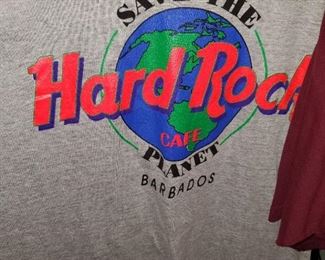 SAVE THE
Hard Rock
CAFE
PLANET
BARBADOS